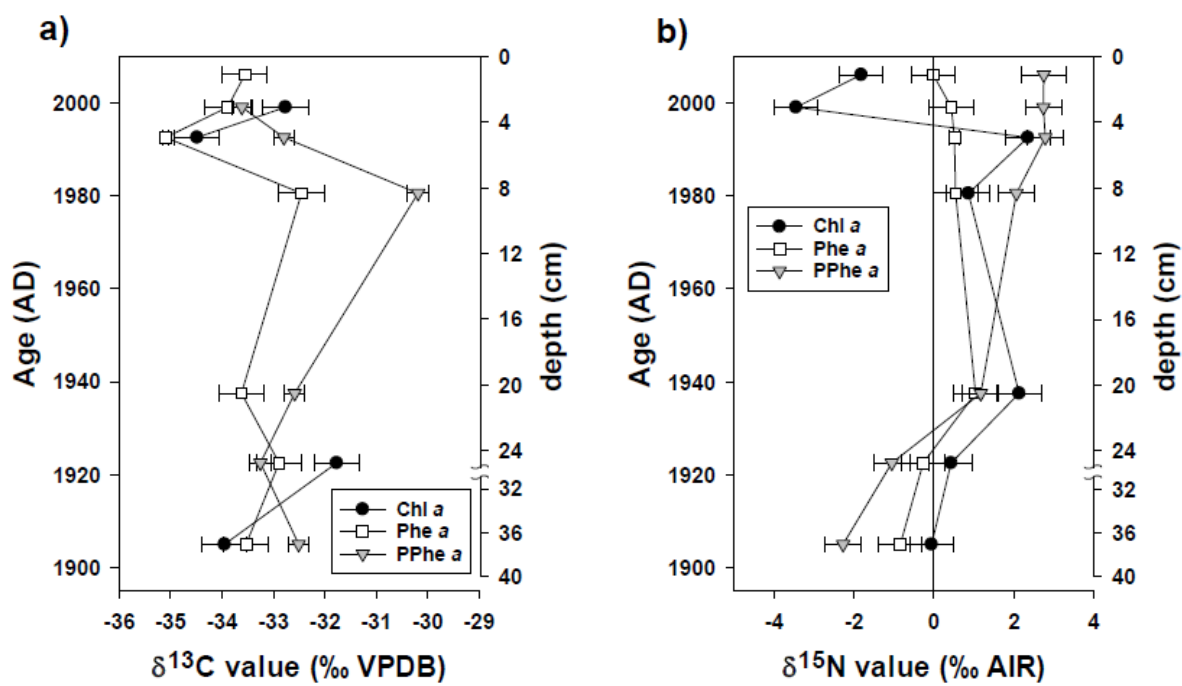 a)
b)
0
4
8
12
16
20
24
32
36
40
2000
1980
1960
1940
1920
1900
Age (AD)
depth (cm)
Chl a
Phe a
PPhe a
-36 -35 -34 -33 -32 -31 -30 -29
δ13C value (‰ VPDB)
0
4
8
12
16
20
24
32
36
40
2000
1980
1960
1940
1920
1900
Age (AD)
depth (cm)
Chl a
Phe a
PPhe a
-4 -2 0 2 4
δ15N value (‰ AIR)